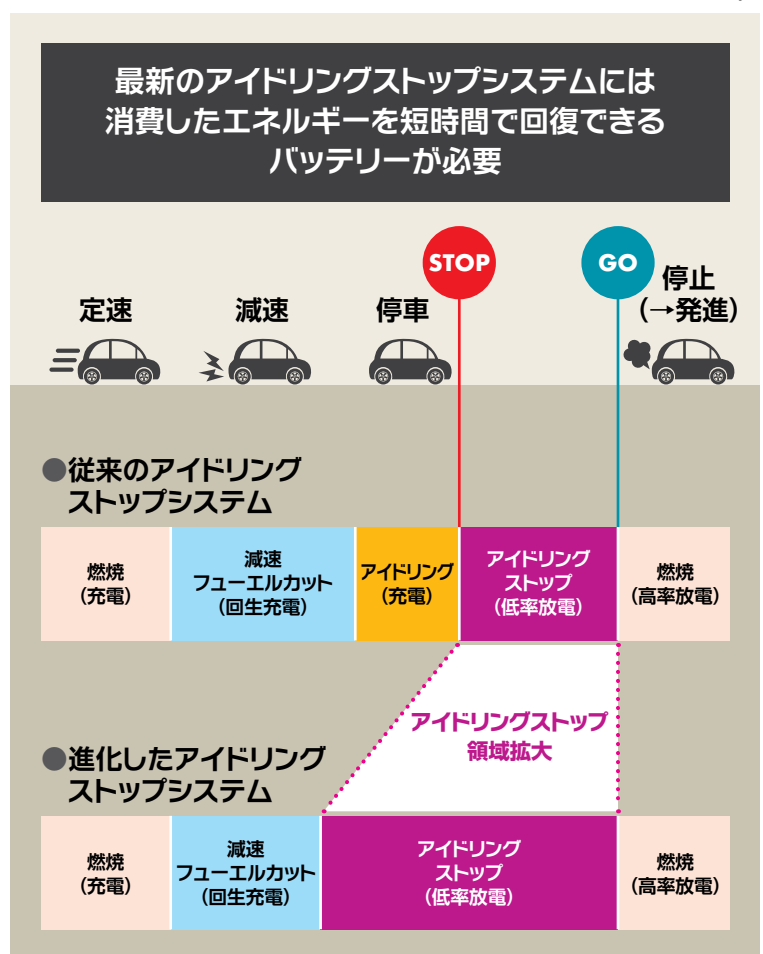 最新のアイドリングストップシステムには
消費したエネルギーを短時間で回復できる
バッテリーが必要
STOP
GO
定速
減速
停車
停止
(→発進)
●従来のアイドリング
ストップシステム
燃焼
(充電)
減速
フューエルカット
(回生充電)
アイドリング
(充電)
アイドリング
ストップ
(低率放電)
燃焼
(高率放電)
アイドリングストップ
領域拡大
●進化したアイドリング
ストップシステム
燃焼
(充電)
減速
フューエルカット
(回生充電)
アイドリング
ストップ
(低率放電)
燃焼
(高率放電)